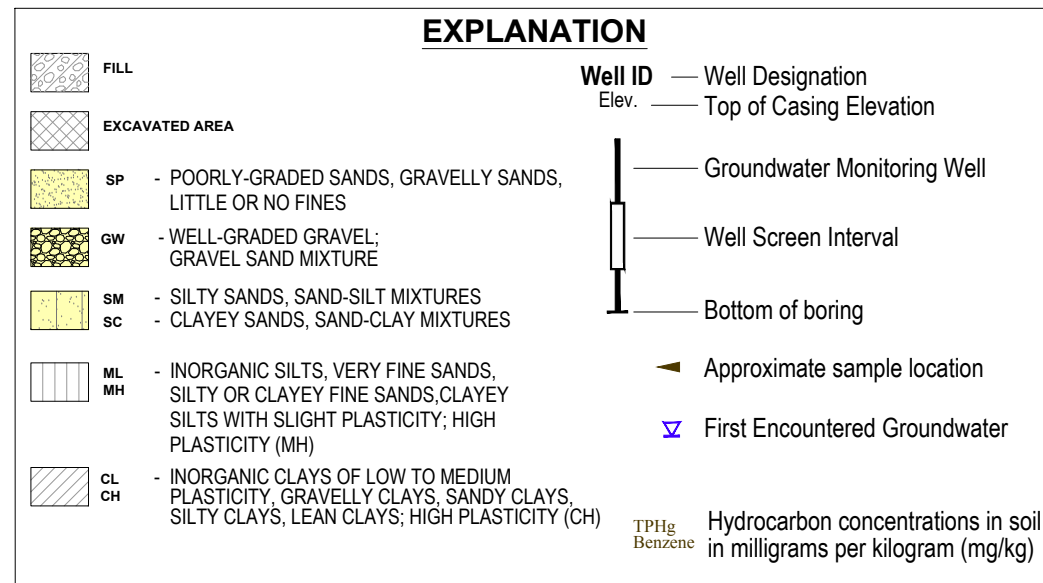 EXPLANATION
FILL
EXCAVATED AREA
SP - POORLY-GRADED SANDS, GRAVELLY SANDS,
LITTLE OR NO FINES
GW - WELL-GRADED GRAVEL;
GRAVEL SAND MIXTURE
SM - SILTY SANDS, SAND-SILT MIXTURES
SC - CLAYEY SANDS, SAND-CLAY MIXTURES
ML - INORGANIC SILTS, VERY FINE SANDS,
MH SILTY OR CLAYEY FINE SANDS,CLAYEY
SILTS WITH SLIGHT PLASTICITY; HIGH
PLASTICITY (MH)
CL - INORGANIC CLAYS OF LOW TO MEDIUM
CH PLASTICITY, GRAVELLY CLAYS, SANDY CLAYS,
SILTY CLAYS, LEAN CLAYS; HIGH PLASTICITY (CH)
Well ID — Well Designation
Elev. — Top of Casing Elevation
Groundwater Monitoring Well
Well Screen Interval
Bottom of boring
Approximate sample location
First Encountered Groundwater
TPHg Hydrocarbon concentrations in soil
Benzene in milligrams per kilogram (mg/kg)